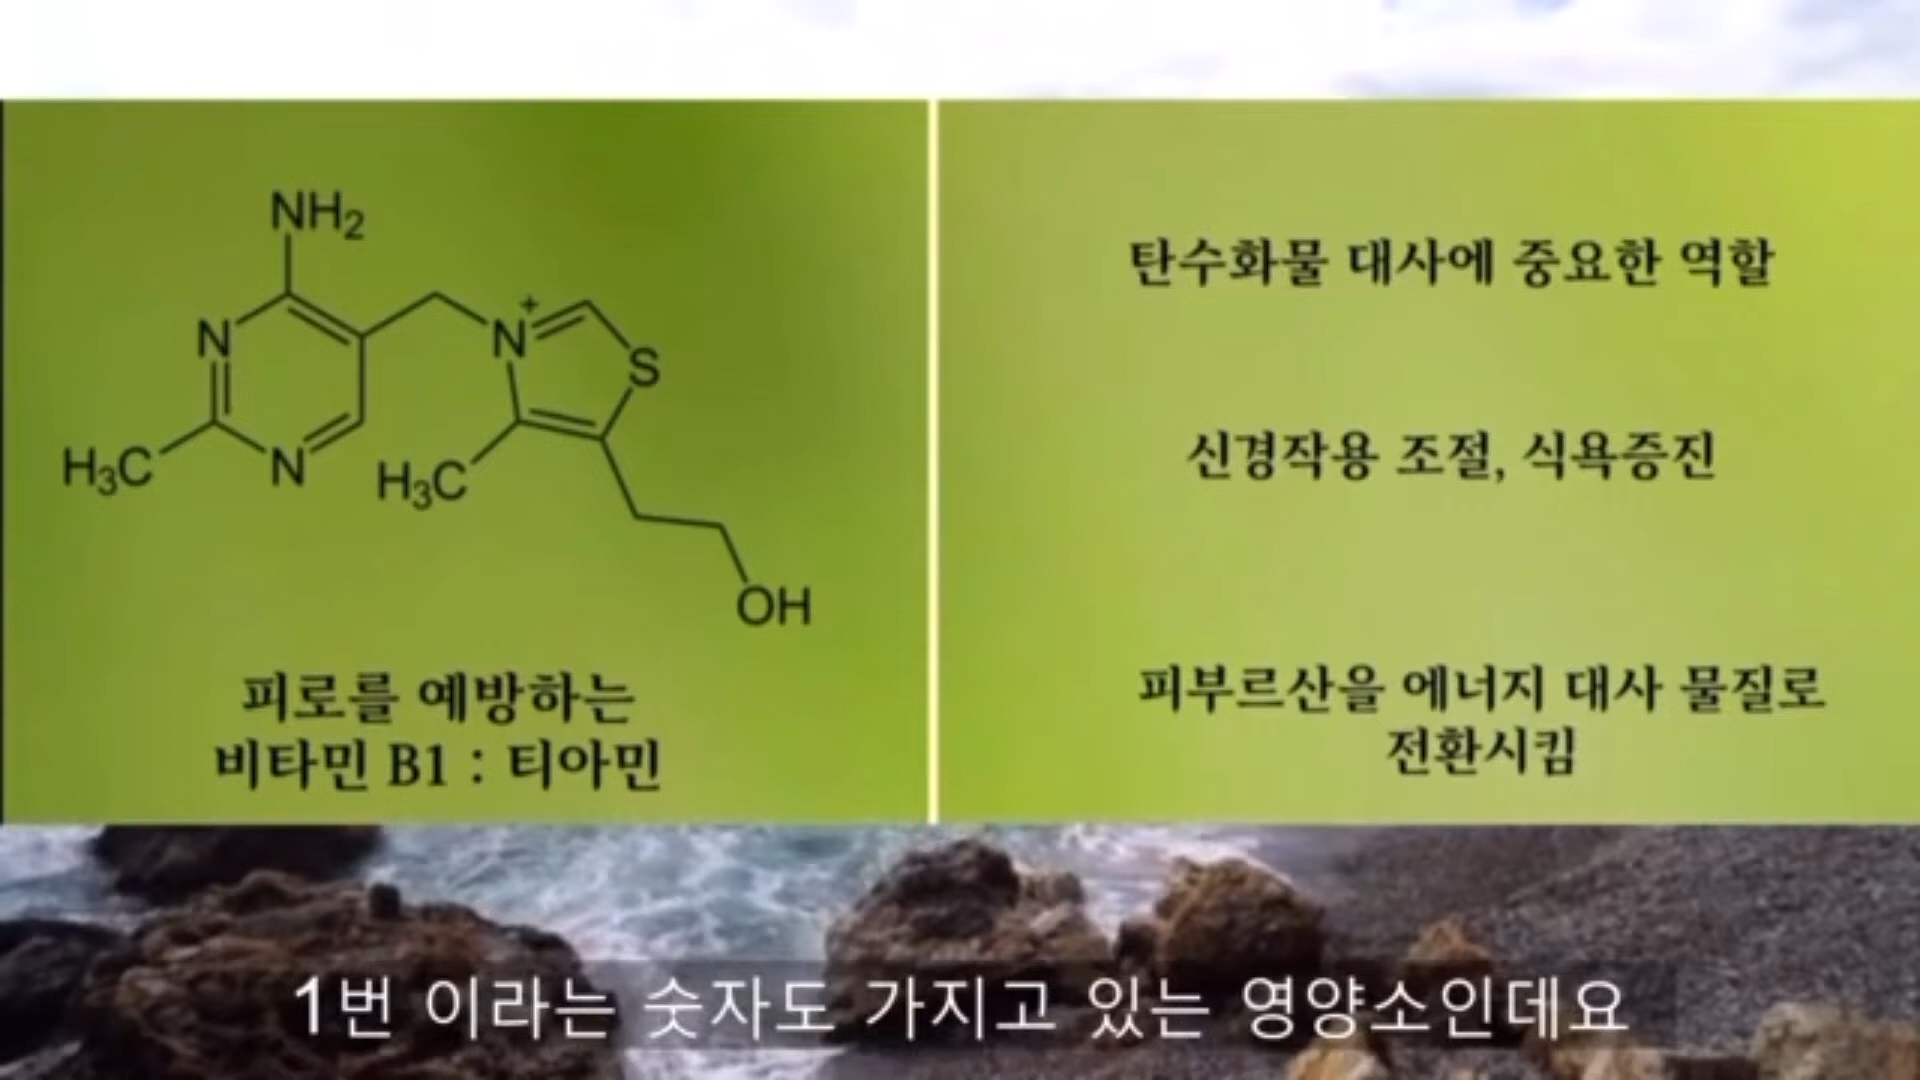 NH2
N
N+
S
H3C
N
H3C
OH
피로를 예방하는
비타민 B1 : 티아민
탄수화물 대사에 중요한 역할
신경작용 조절, 식욕증진
피부르산을 에너지 대사 물질로
전환시킴
1번 이라는 숫자도 가지고 있는 영양소인데요